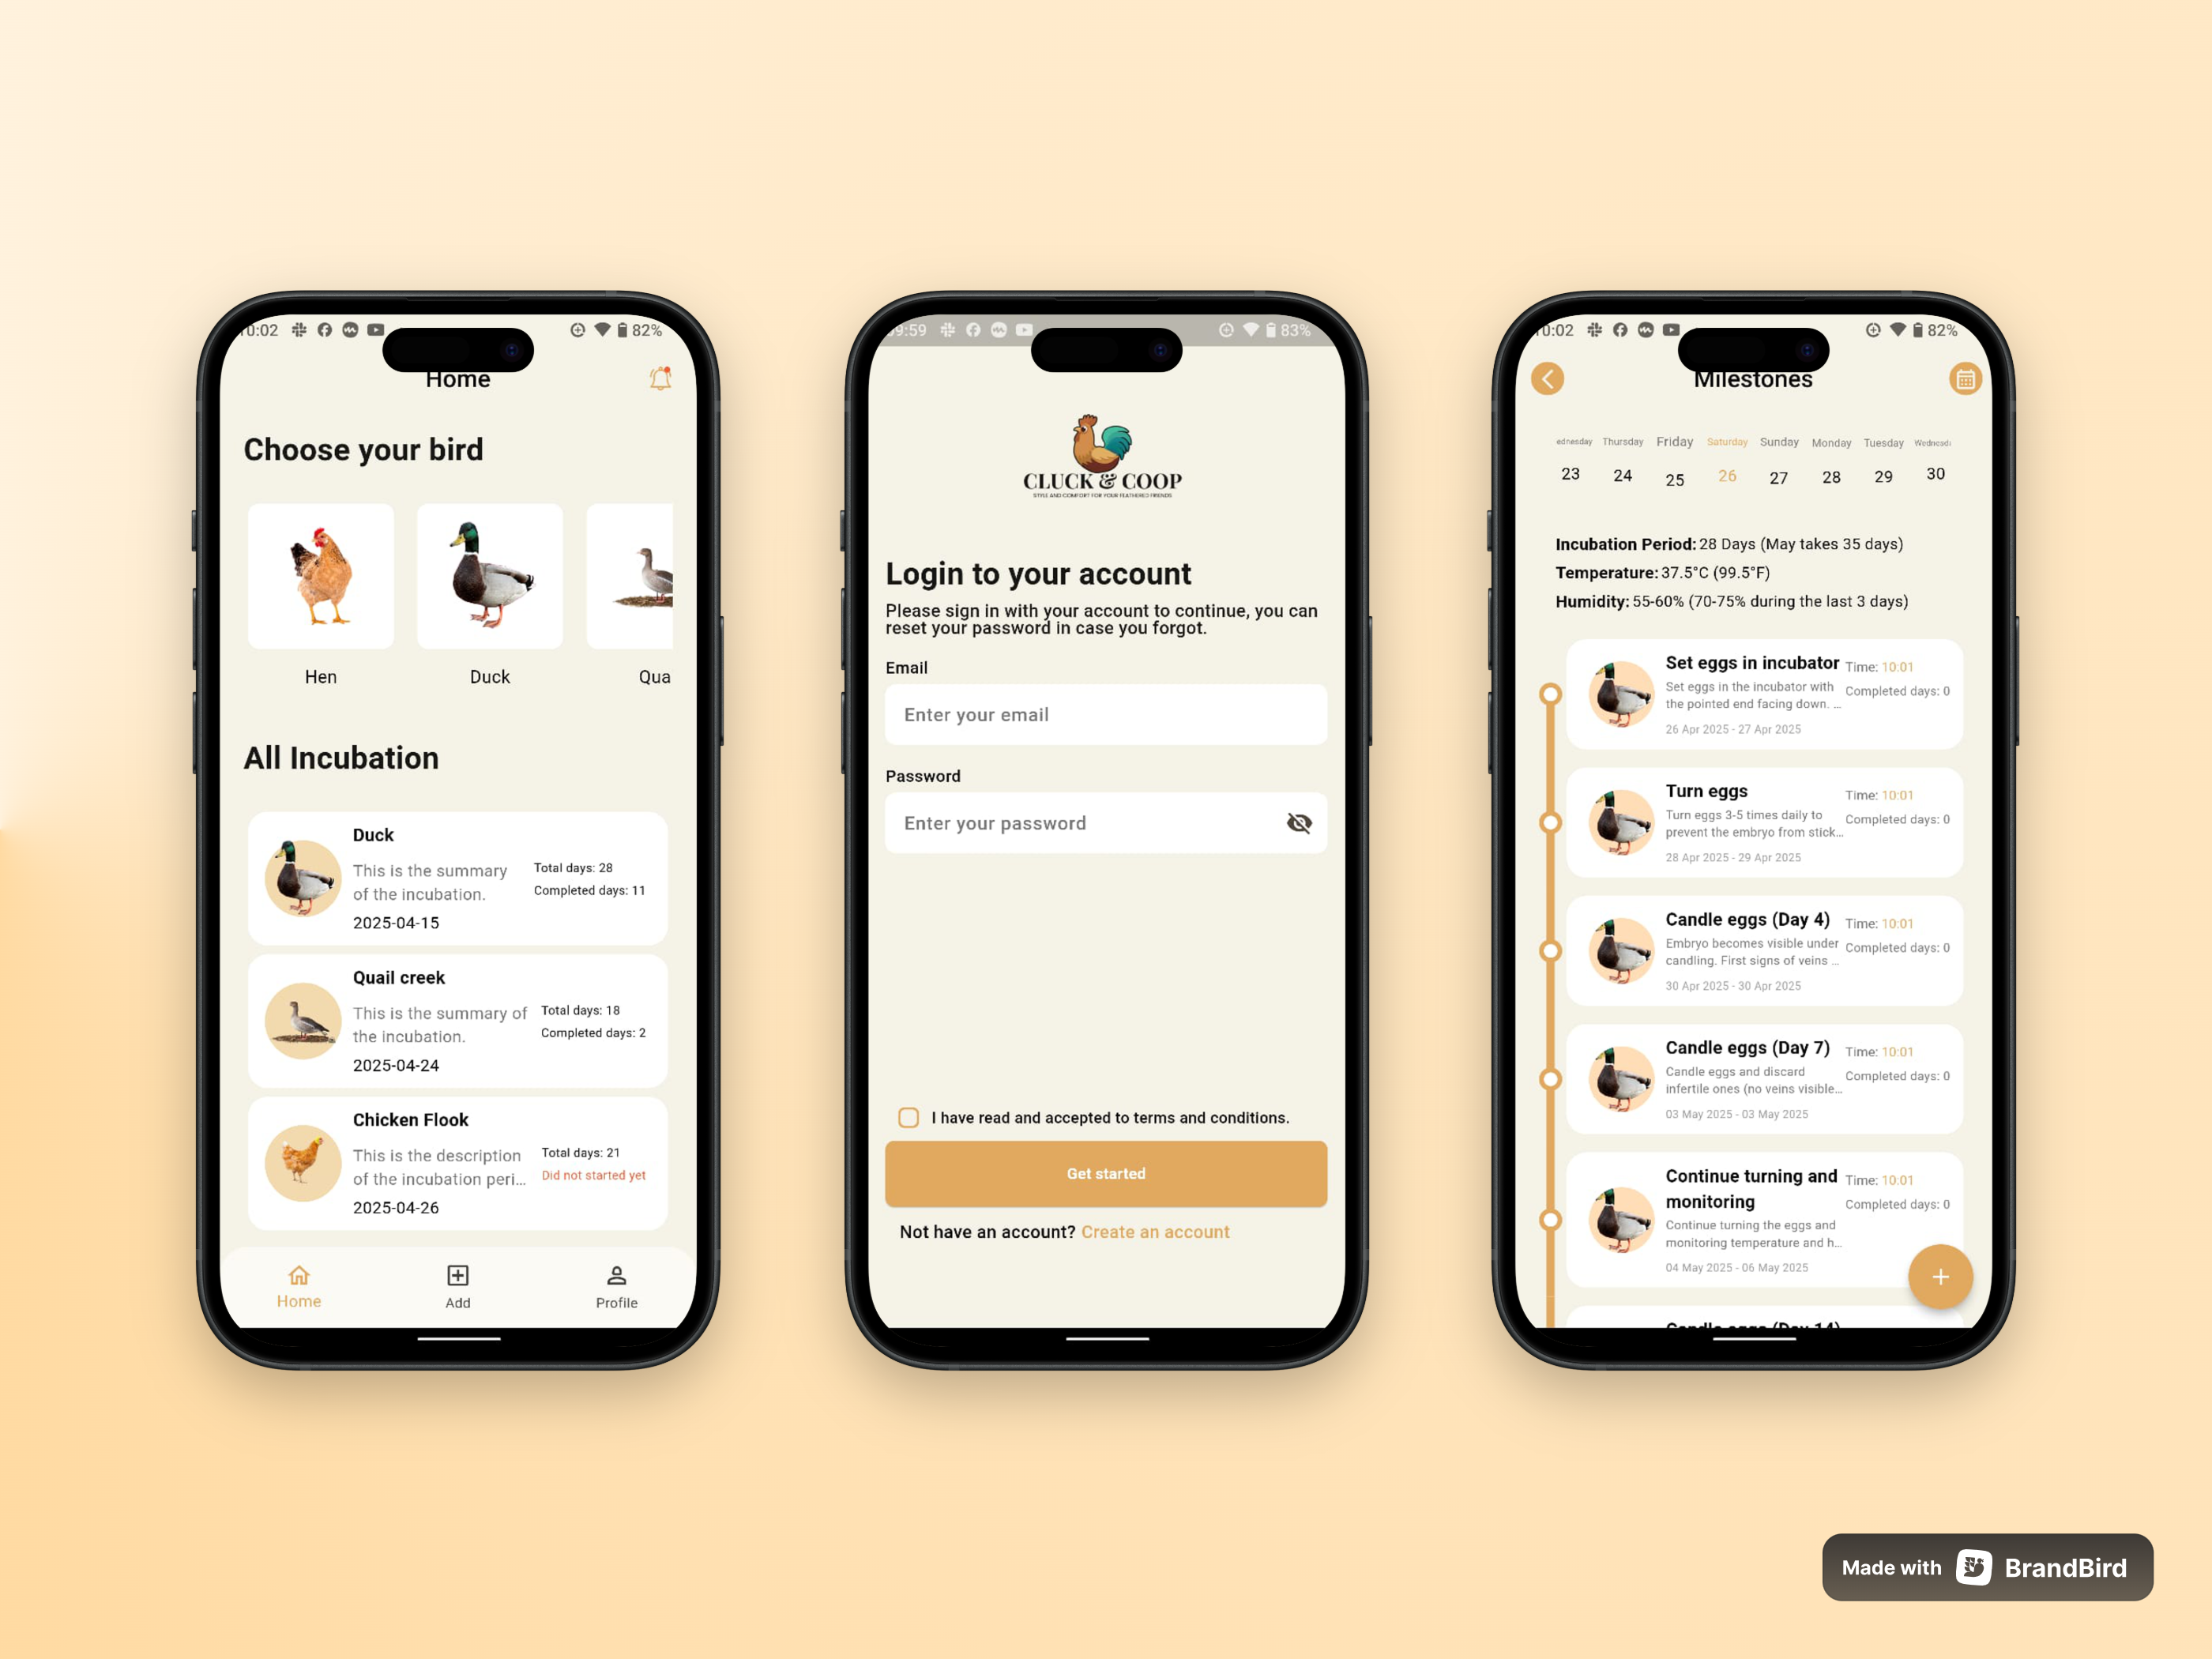 0:02
82%
Home
Choose your bird
Hen
Duck
Qua
All Incubation
Duck
This is the summary
of the incubation.
2025-04-15
Total days: 28
Completed days: 11
Quail creek
This is the summary of
the incubation.
2025-04-24
Total days: 18
Completed days: 2
Chicken Flook
This is the description
of the incubation peri...
2025-04-26
Total days: 21
Did not started yet
Home
Add
Profile
9:59
83%
CLUCK & COOP
STYLE AND COMFORT FOR YOUR FEATHERED FRIENDS
Login to your account
Please sign in with your account to continue, you can
reset your password in case you forgot.
Email
Enter your email
Password
Enter your password
I have read and accepted to terms and conditions.
Get started
Not have an account? Create an account
0:02
82%
Milestones
ednesday Thursday Friday Saturday Sunday Monday Tuesday Wednesd
23 24 25 26 27 28 29 30
Incubation Period: 28 Days (May takes 35 days)
Temperature: 37.5°C (99.5°F)
Humidity: 55-60% (70-75% during the last 3 days)
Set eggs in incubator
Set eggs in the incubator with
the pointed end facing down. ...
26 Apr 2025 - 27 Apr 2025
Time: 10:01
Completed days: 0
Turn eggs
Turn eggs 3-5 times daily to
prevent the embryo from stick...
28 Apr 2025 - 29 Apr 2025
Time: 10:01
Completed days: 0
Candle eggs (Day 4)
Embryo becomes visible under
candling. First signs of veins ...
30 Apr 2025 - 30 Apr 2025
Time: 10:01
Completed days: 0
Candle eggs (Day 7)
Candle eggs and discard
infertile ones (no veins visible...
03 May 2025 - 03 May 2025
Time: 10:01
Completed days: 0
Continue turning and
monitoring
Continue turning the eggs and
monitoring temperature and h...
04 May 2025 - 06 May 2025
Time: 10:01
Completed days: 0
Candle eggs (Day 14)
Made with BrandBird